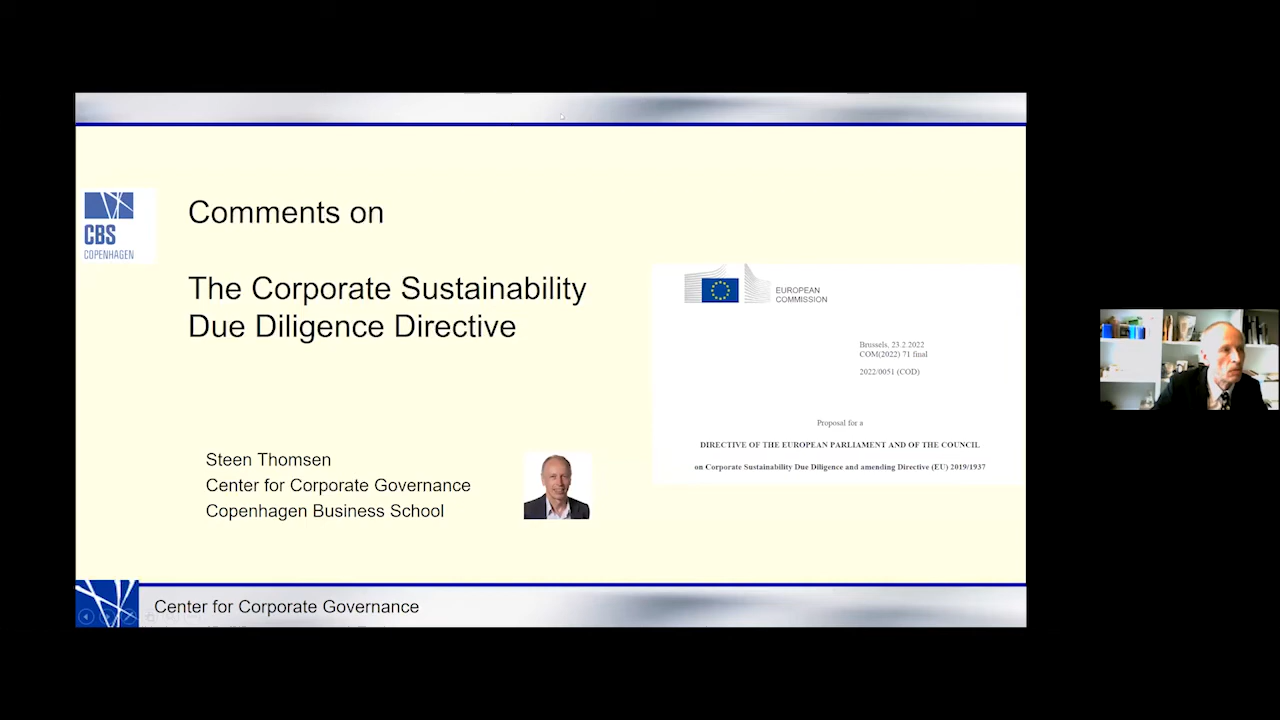 CBS
COPENHAGEN
Comments on
The Corporate Sustainability
Due Diligence Directive
EUROPEAN
COMMISSION
Brussels, 23.2.2022
COM(2022) 71 final
2022/0051 (COD)
Proposal for a
DIRECTIVE OF THE EUROPEAN PARLIAMENT AND OF THE COUNCIL
on Corporate Sustainability Due Diligence and amending Directive (EU) 2019/1937
Steen Thomsen
Center for Corporate Governance
Copenhagen Business School
Center for Corporate Governance